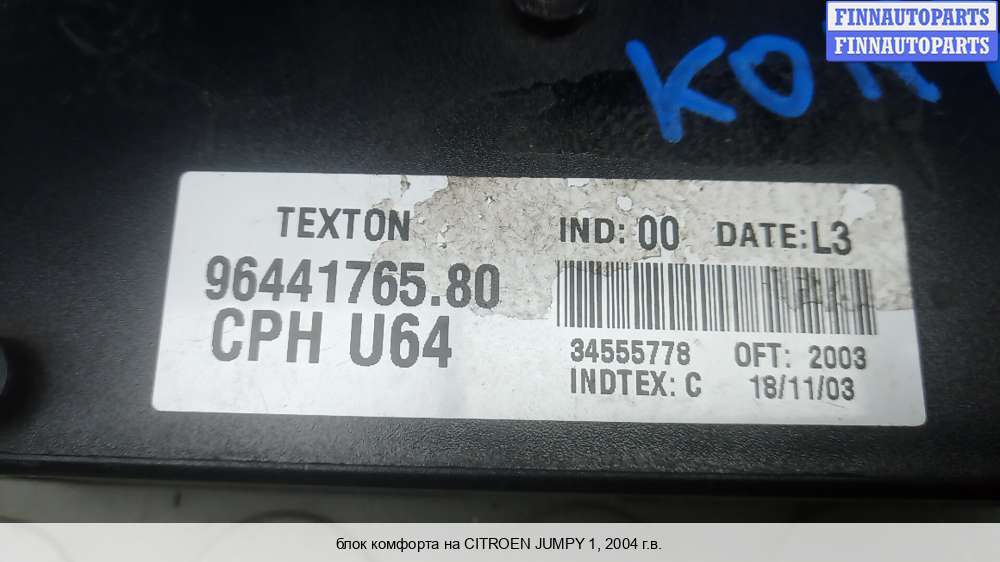 FINNAUTOPARTS
FINNAUTOPARTS
TEXTON
IND: 00 DATE: L3
96441765.80
CPH U64
34555778 OFT: 2003
INDTEX: C 18/11/03
блок комфорта на CITROEN JUMPY 1, 2004 г.в.